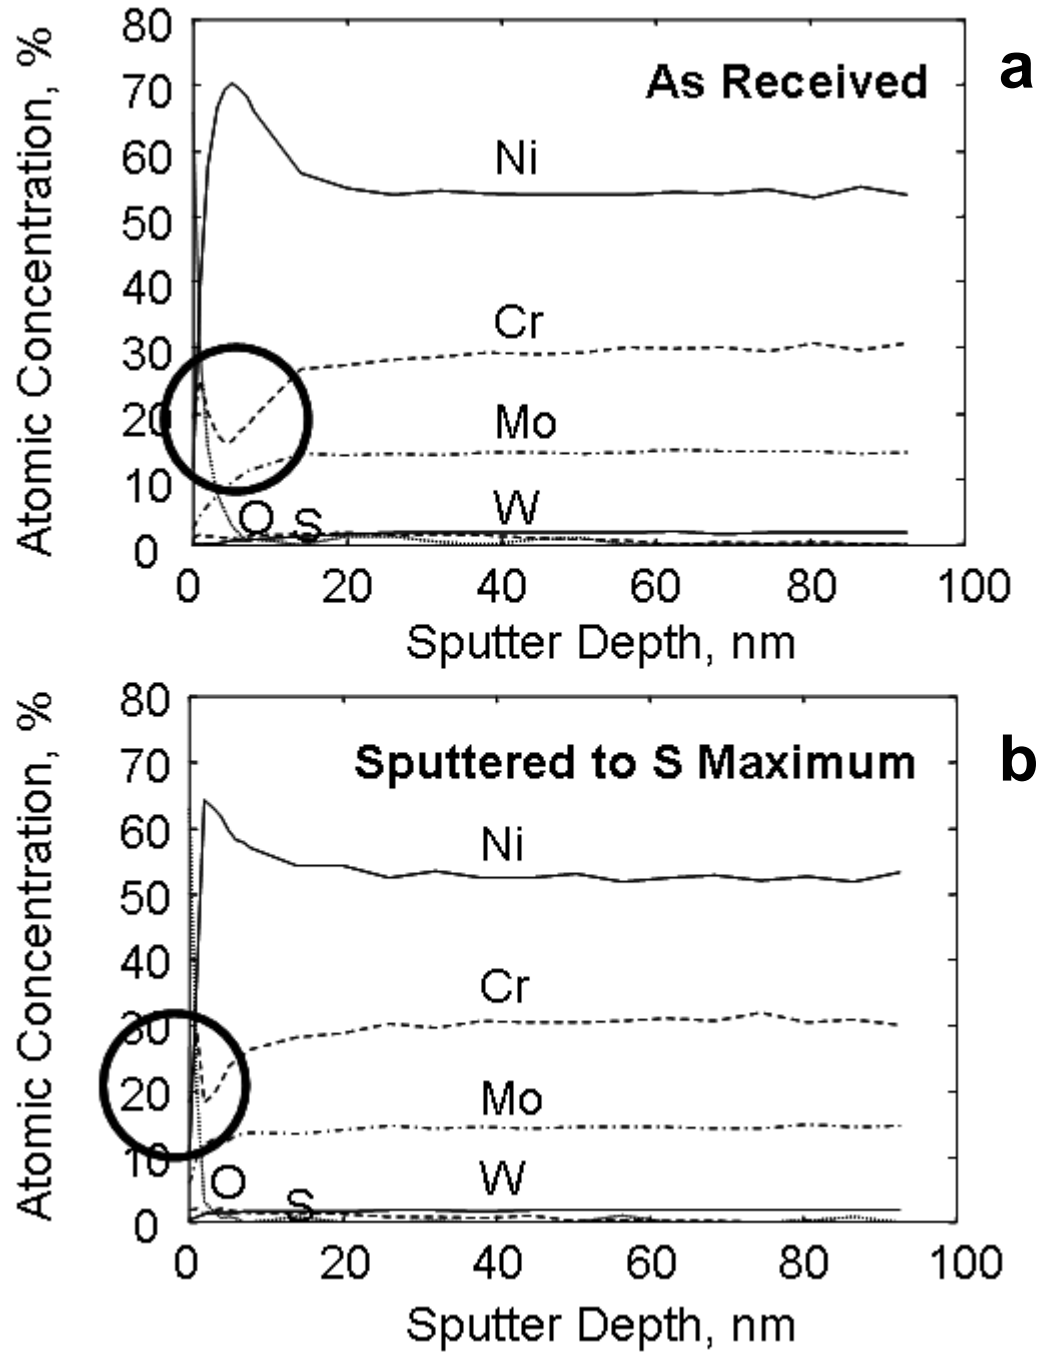 a
As Received
Atomic Concentration, %
80
70
60
50
40
30
20
10
0
Ni
Cr
Mo
W
O
S
0 20 40 60 80 100
Sputter Depth, nm
b
Sputtered to S Maximum
Atomic Concentration, %
80
70
60
50
40
30
20
10
0
Ni
Cr
Mo
W
O
S
0 20 40 60 80 100
Sputter Depth, nm